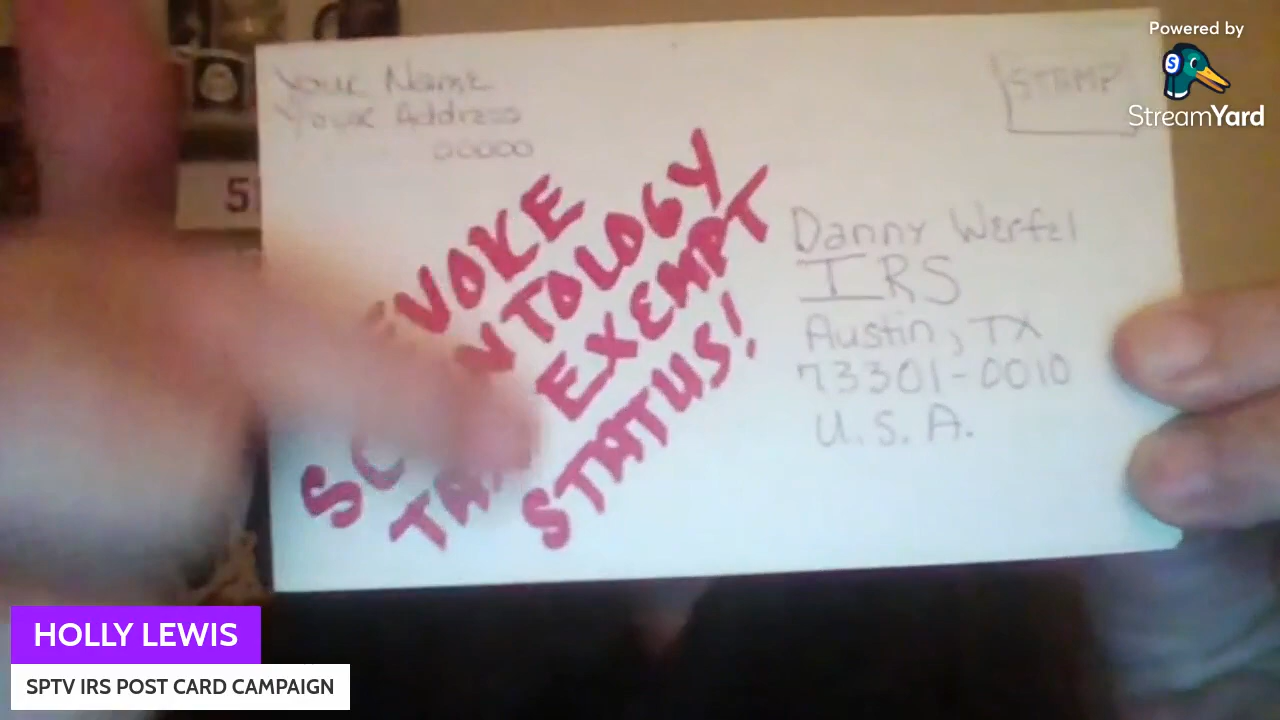 Powered by
StreamYard
Your Name
Your Address
00000
STAMP
VOKE
NTOLOGY
EXEMPT
STATUS!
Danny Werfel
IRS
Austin, TX
73301-0010
U.S.A.
HOLLY LEWIS
SPTV IRS POST CARD CAMPAIGN